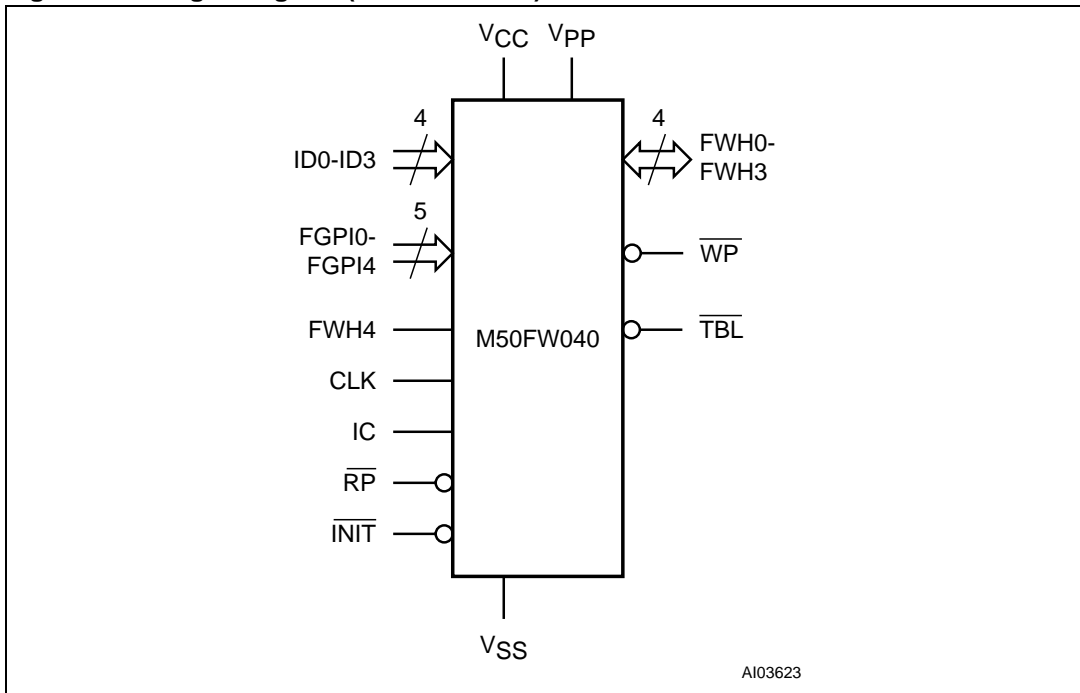 VCC VPP
4
ID0-ID3
4
FWH0-
FWH3
5
FGPI0-
FGPI4
WP
FWH4
M50FW040
TBL
CLK
IC
RP
INIT
VSS
AI03623